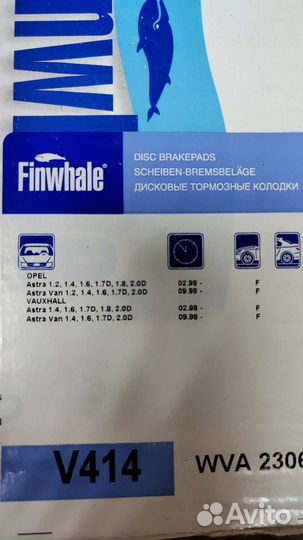 nwl
Finwhale®
DISC BRAKEPADS
SCHEIBEN-BREMSBELÄGE
ДИСКОВЫЕ ТОРМОЗНЫЕ КОЛОДКИ
OPEL
Astra 1.2, 1.4, 1.6, 1.7D, 1.8, 2.0D 02.98 - F
Astra Van 1.2, 1.4, 1.6, 1.7D, 2.0D 09.98 - F
VAUXHALL
Astra 1.4, 1.6, 1.7D, 1.8, 2.0D 02.98 - F
Astra Van 1.4, 1.6, 1.7D, 2.0D 09.98 - F
V414
WVA 2306
Avito